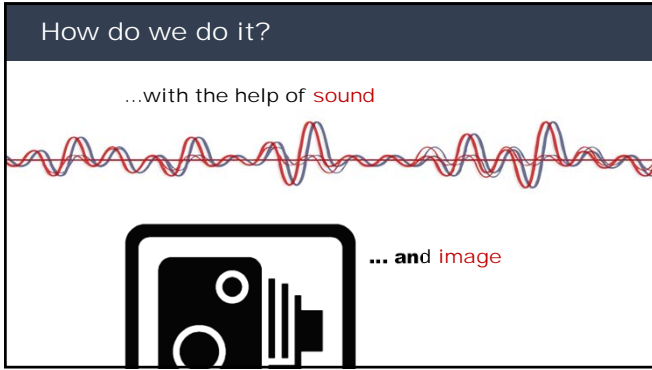 How do we do it?
...with the help of sound
... and image